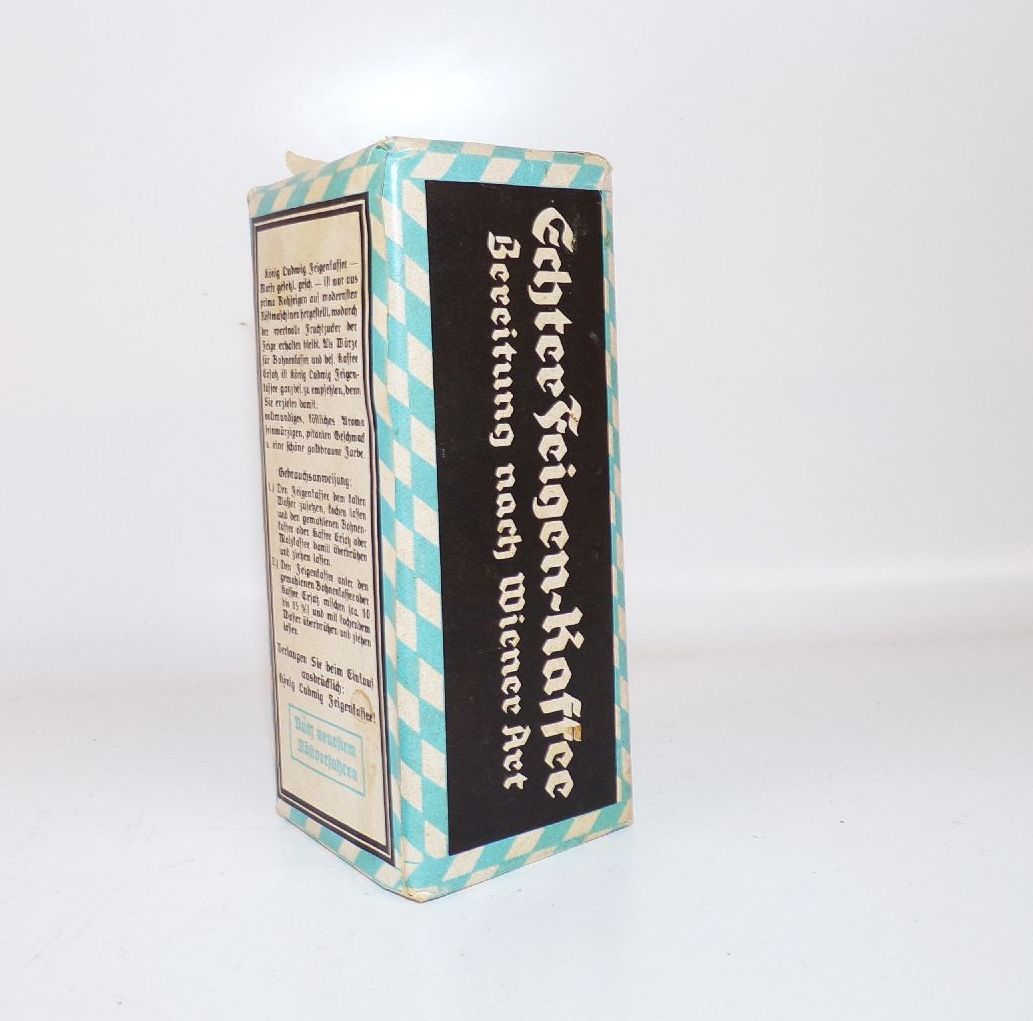 König Ludwig Feigenkaffee —
Marke gesetzl. gesch. — ist nur aus
prima Rohfeigen auf modernsten
Röstmaschinen hergestellt, wodurch
der wertvolle Fruchtzucker der
Feige erhalten bleibt. Als Würze
für Bohnenkaffee und bes. Kaffee
Ersatz ist König Ludwig Feigen-
kaffee ganz bes. zu empfehlen, denn
Sie erzielen damit:
vollmundiges, köstliches Aroma
feinwürzigen, pikanten Geschmack
u. eine schöne goldbraune Farbe.
Gebrauchsanweisung:
1.) Den Feigenkaffee dem kalten
Wasser zusetzen, kochen lassen
und den gemahlenen Bohnen-
kaffee oder Kaffee Ersatz oder
Malzkaffee damit überbrühen
und ziehen lassen.
2.) Den Feigenkaffee unter den
gemahlenen Bohnenkaffee oder
Kaffee Ersatz mischen (ca. 10
bis 15 %) und mit kochendem
Wasser überbrühen und ziehen
lassen.
Verlangen Sie beim Einkauf
ausdrücklich:
König Ludwig Feigenkaffee!
Nach neuestem
Röstverfahren
Echter Feigen-Kaffee
Bereitung nach Wiener Art